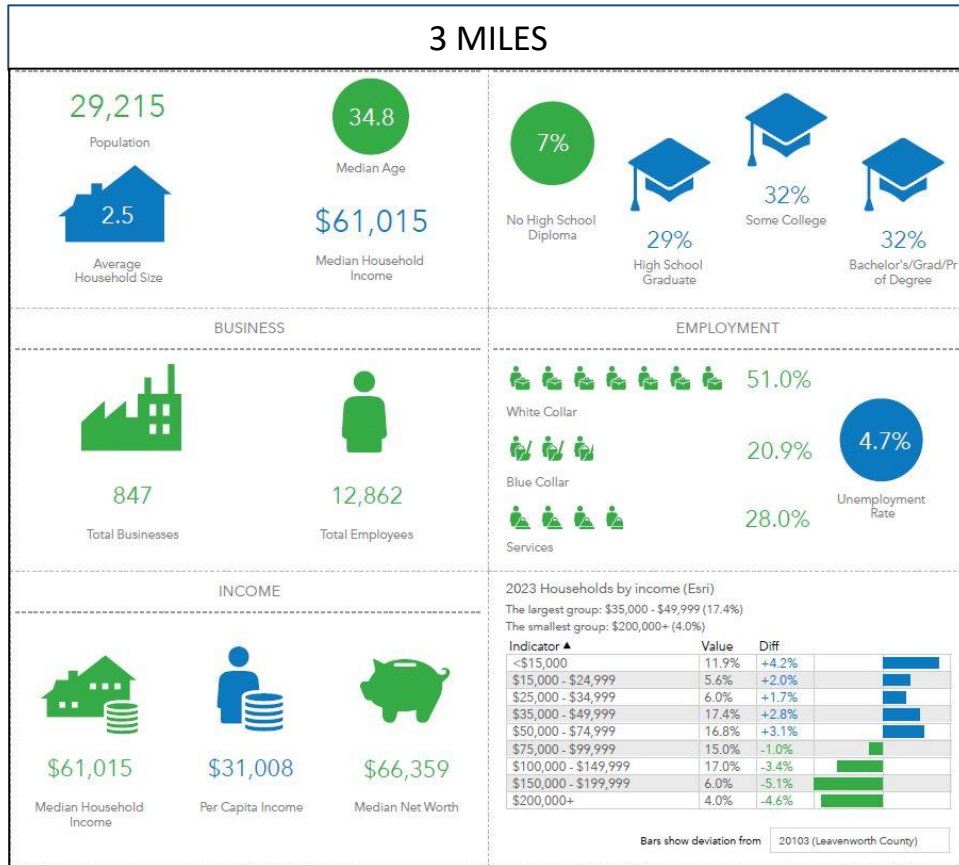 3 MILES
29,215
Population
34.8
Median Age
2.5
Average
Household Size
$61,015
Median Household
Income
7%
No High School
Diploma
29%
High School
Graduate
32%
Some College
32%
Bachelor's/Grad/Pr
of Degree
BUSINESS
847
Total Businesses
12,862
Total Employees
EMPLOYMENT
51.0%
White Collar
20.9%
Blue Collar
28.0%
Services
4.7%
Unemployment
Rate
INCOME
$61,015
Median Household
Income
$31,008
Per Capita Income
$66,359
Median Net Worth
2023 Households by income (Esri)
The largest group: $35,000 - $49,999 (17.4%)
The smallest group: $200,000+ (4.0%)
Indicator ▲ Value Diff
<$15,000 11.9% +4.2%
$15,000 - $24,999 5.6% +2.0%
$25,000 - $34,999 6.0% +1.7%
$35,000 - $49,999 17.4% +2.8%
$50,000 - $74,999 16.8% +3.1%
$75,000 - $99,999 15.0% -1.0%
$100,000 - $149,999 17.0% -3.4%
$150,000 - $199,999 6.0% -5.1%
$200,000+ 4.0% -4.6%
Bars show deviation from 20103 (Leavenworth County)